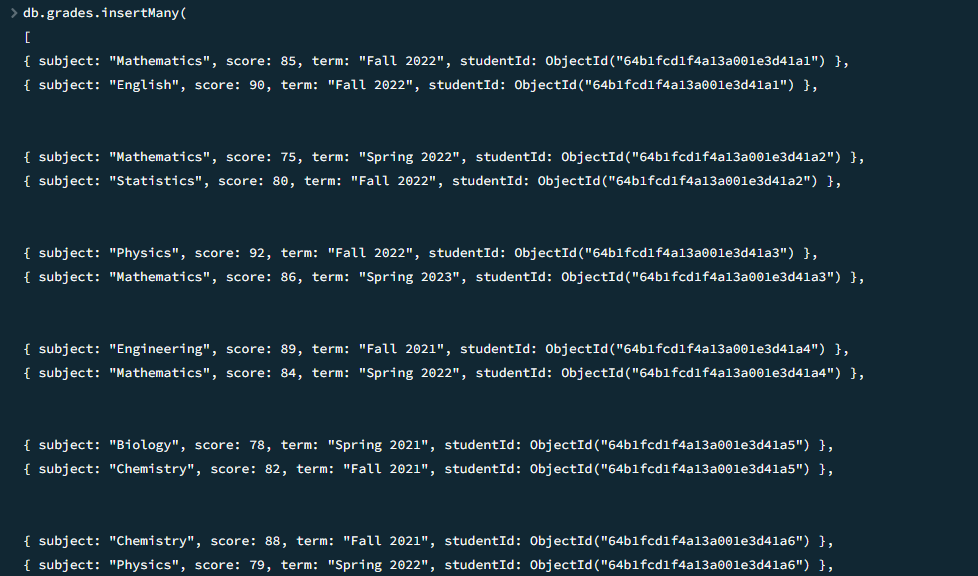 > db.grades.insertMany(
[
{ subject: "Mathematics", score: 85, term: "Fall 2022", studentId: ObjectId("64b1fcd1f4a13a001e3d41a1") },
{ subject: "English", score: 90, term: "Fall 2022", studentId: ObjectId("64b1fcd1f4a13a001e3d41a1") },
{ subject: "Mathematics", score: 75, term: "Spring 2022", studentId: ObjectId("64b1fcd1f4a13a001e3d41a2") },
{ subject: "Statistics", score: 80, term: "Fall 2022", studentId: ObjectId("64b1fcd1f4a13a001e3d41a2") },
{ subject: "Physics", score: 92, term: "Fall 2022", studentId: ObjectId("64b1fcd1f4a13a001e3d41a3") },
{ subject: "Mathematics", score: 86, term: "Spring 2023", studentId: ObjectId("64b1fcd1f4a13a001e3d41a3") },
{ subject: "Engineering", score: 89, term: "Fall 2021", studentId: ObjectId("64b1fcd1f4a13a001e3d41a4") },
{ subject: "Mathematics", score: 84, term: "Spring 2022", studentId: ObjectId("64b1fcd1f4a13a001e3d41a4") },
{ subject: "Biology", score: 78, term: "Spring 2021", studentId: ObjectId("64b1fcd1f4a13a001e3d41a5") },
{ subject: "Chemistry", score: 82, term: "Fall 2021", studentId: ObjectId("64b1fcd1f4a13a001e3d41a5") },
{ subject: "Chemistry", score: 88, term: "Fall 2021", studentId: ObjectId("64b1fcd1f4a13a001e3d41a6") },
{ subject: "Physics", score: 79, term: "Spring 2022", studentId: ObjectId("64b1fcd1f4a13a001e3d41a6") },